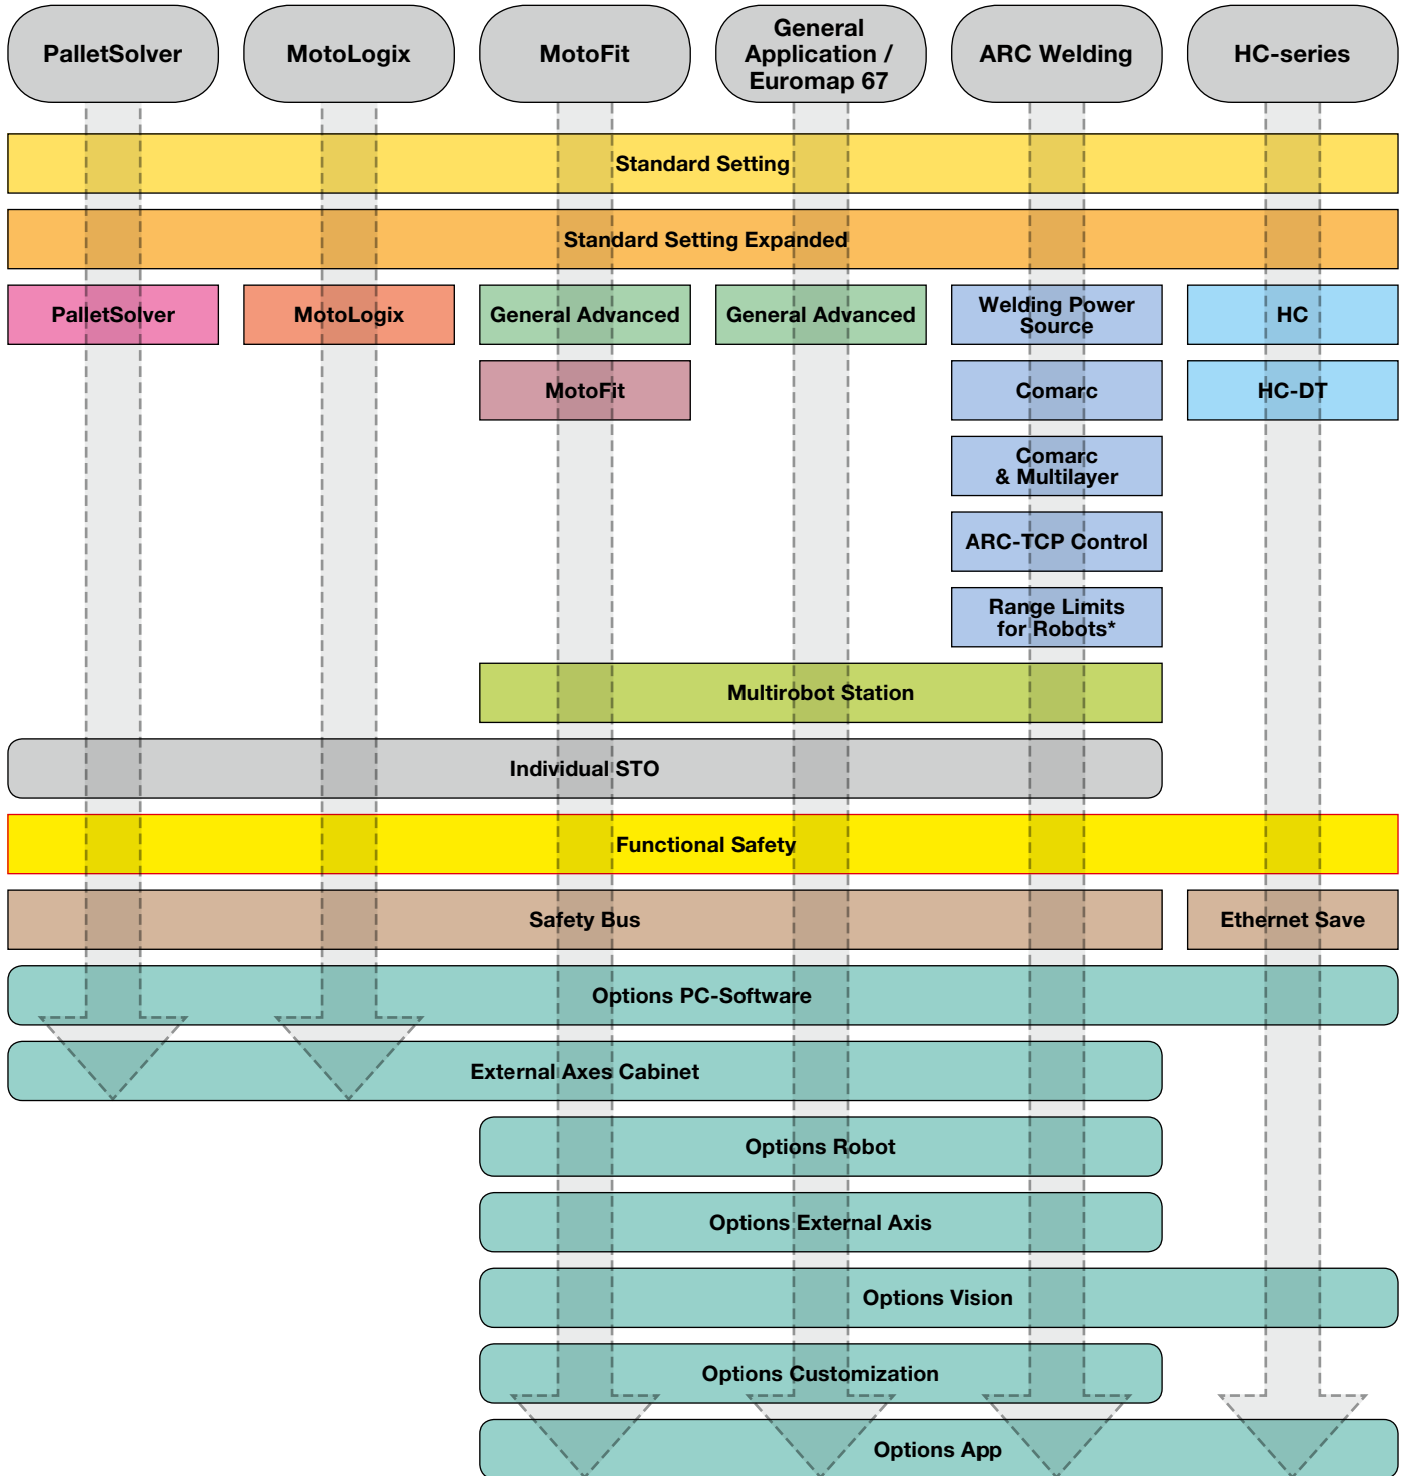 PalletSolver
MotoLogix
MotoFit
General
Application /
Euromap 67
ARC Welding
HC-series
Standard Setting
Standard Setting Expanded
PalletSolver
MotoLogix
General Advanced
General Advanced
Welding Power
Source
HC
MotoFit
Comarc
HC-DT
Comarc
& Multilayer
ARC-TCP Control
Range Limits
for Robots*
Multirobot Station
Individual STO
Functional Safety
Safety Bus
Ethernet Save
Options PC-Software
External Axes Cabinet
Options Robot
Options External Axis
Options Vision
Options Customization
Options App